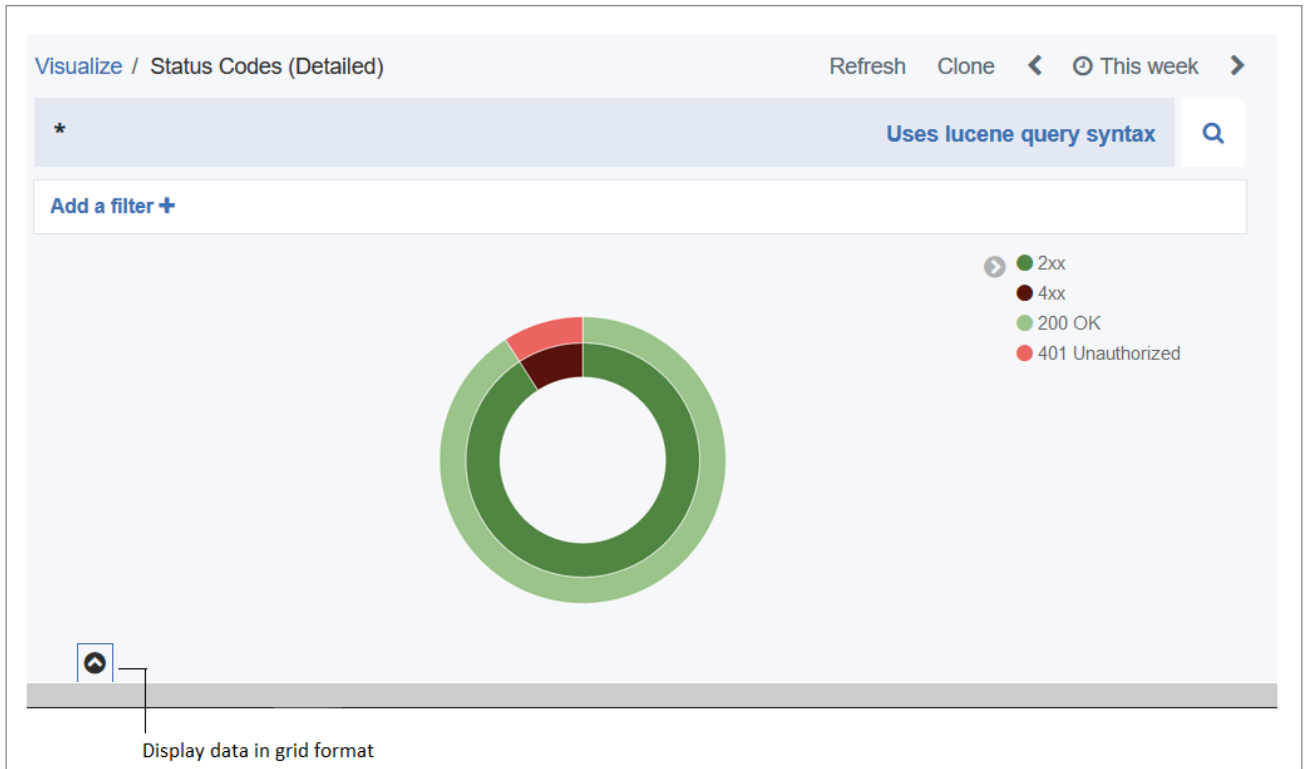 Visualize / Status Codes (Detailed) Refresh Clone This week
* Uses lucene query syntax
Add a filter +
2xx
4xx
200 OK
401 Unauthorized
Display data in grid format